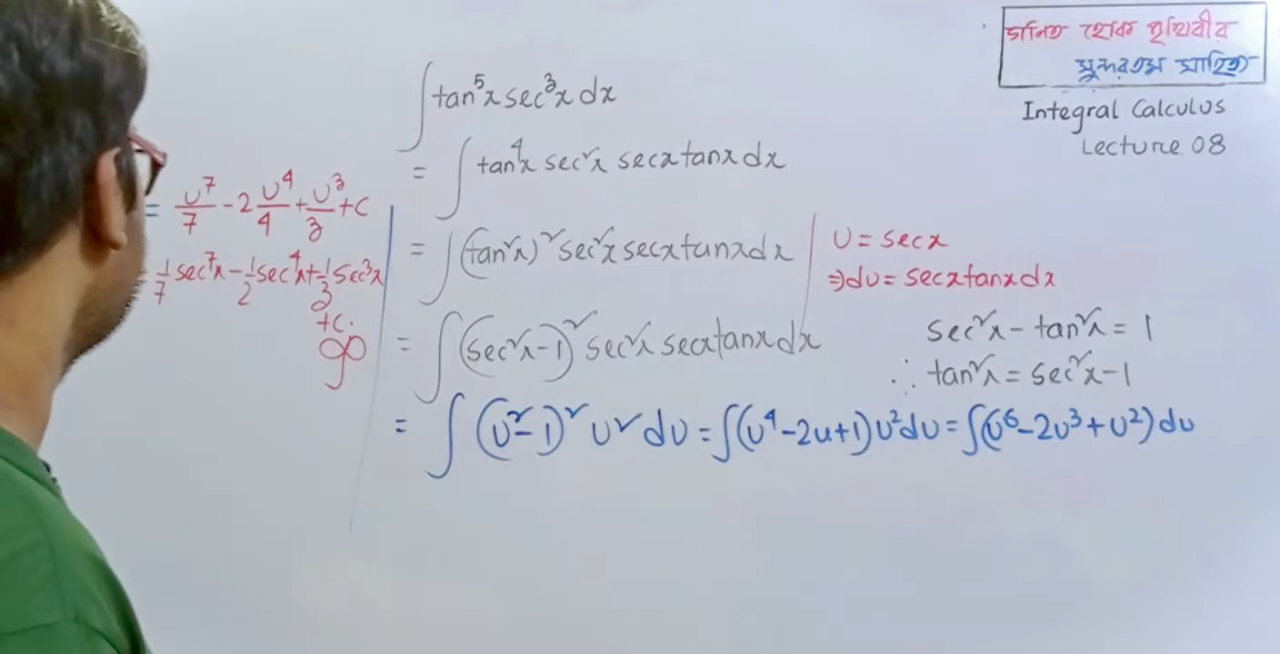 গনিত হোক পৃথিবীর
সুন্দরতম সাহিত্য
Integral Calculus
Lecture 08
∫tan⁵x sec³x dx
= ∫ tan⁴x sec²x secx tanx dx
= ∫(tan²x)² sec²x secx tanx dx
U = secx
⇒ du = secx tanx dx
= ∫(sec²x-1)² sec²x secx tanx dx
sec²x - tan²x = 1
∴ tan²x = sec²x-1
= ∫ (U²-1)² U² dU = ∫(U⁴-2u+1)U²du = ∫(U⁶-2U³+U²) du
= U⁷/7 - 2 U⁴/4 + U³/3 + c
1/7 sec⁷x - 1/2 sec⁴x + 1/3 sec³x
+c.